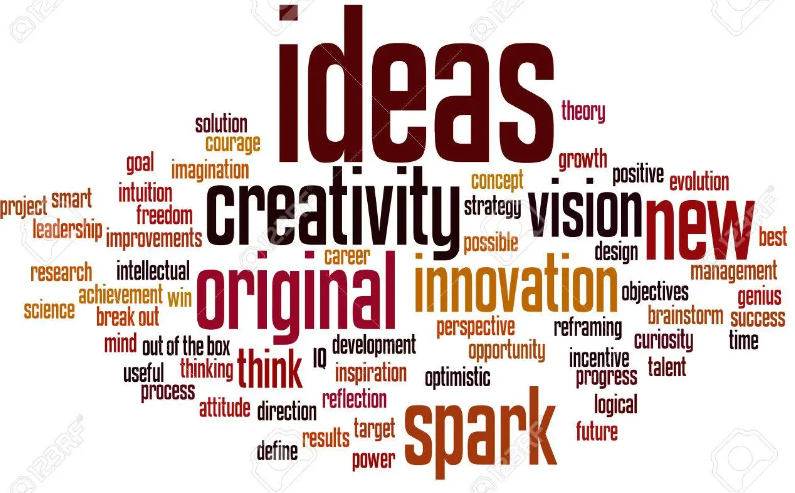 ideas
theory
solution
courage
goal
imagination
growth
concept
positive
evolution
project
smart
intuition
creativity
strategy
vision
new
leadership
freedom
improvements
possible
design
best
career
research
intellectual
original
innovation
management
science
achievement
win
objectives
genius
break out
brainstorm
success
perspective
reframing
mind
out of the box
IQ
development
opportunity
curiosity
time
useful
thinking
think
inspiration
optimistic
incentive
talent
process
progress
attitude
direction
reflection
spark
logical
define
results
target
future
power
123RF